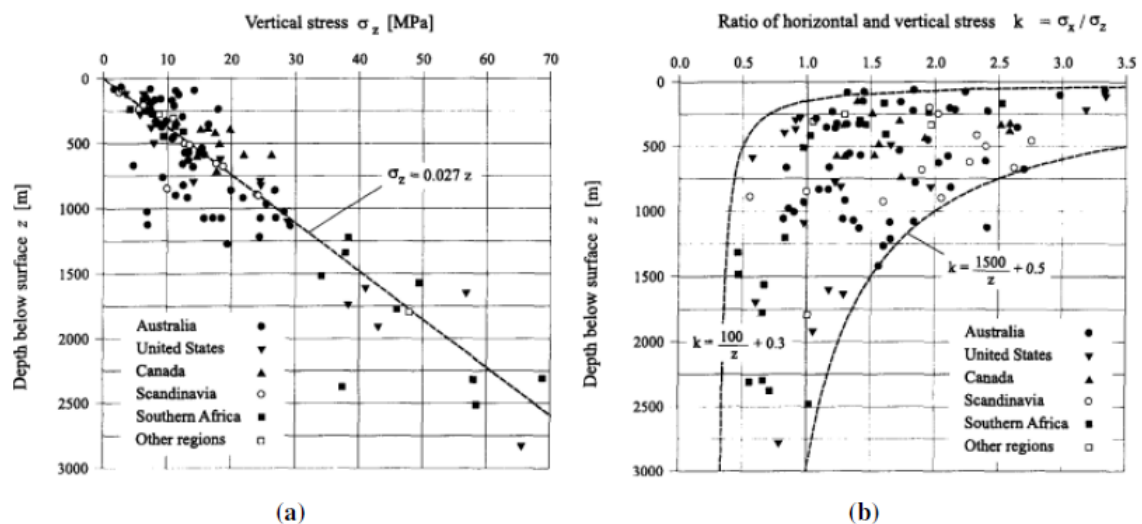 Vertical stress σz [MPa]
0 10 20 30 40 50 60 70
Depth below surface z [m]
0
500
1000
1500
2000
2500
3000
σz = 0.027 z
Australia
United States
Canada
Scandinavia
Southern Africa
Other regions
(a)
Ratio of horizontal and vertical stress k = σx / σz
0.0 0.5 1.0 1.5 2.0 2.5 3.0 3.5
Depth below surface z [m]
0
500
1000
1500
2000
2500
3000
k = 1500/z + 0.5
k = 100/z + 0.3
Australia
United States
Canada
Scandinavia
Southern Africa
Other regions
(b)